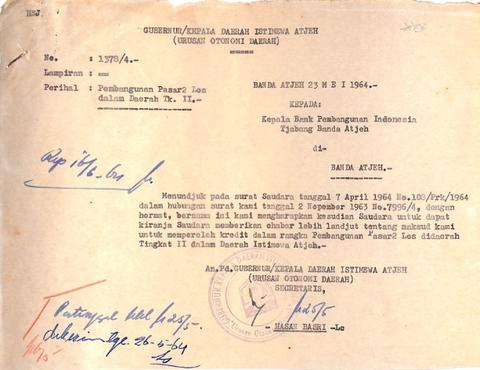 GUBERNUR/KEPALA DAERAH ISTIMEWA ATJEH
(URUSAN OTONOMI DAERAH)
No. : 1378/4.-
Lampiran : --
Perihal : Pembangunan Pasar2 Los
dalam Daerah Tk. II.-
BANDA ATJEH 23 M E I 1964.-
KEPADA:
Kepala Bank Pembangunan Indonesia
Tjabang Banda Atjeh
di-
BANDA ATJEH.-
Menundjuk pada surat Saudara tanggal 7 April 1964 No.108/Prk/1964
dalam hubungan surat kami tanggal 2 Nopember 1963 No.7996/4, dengan
hormat, bersama ini kami mengharapkan kesudian Saudara untuk dapat
kiranja Saudara memberikan chabar lebih landjut tentang maksud kami
untuk memperoleh kredit dalam rangka Pembangunan Pasar2 Los didaerah
Tingkat II dalam Daerah Istimewa Atjeh.-
An.Pd.GUBERNUR/KEPALA DAERAH ISTIMEWA ATJEH
(URUSAN OTONOMI DAERAH)
SEKRETARIS,
- HASAN BASRI -Lc
26-5-64